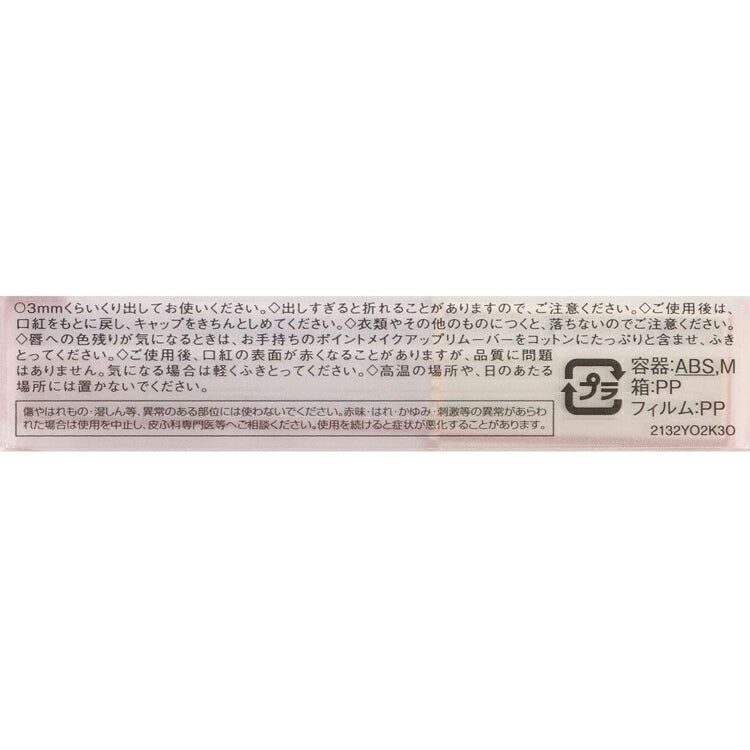 ○3mmくらいくり出してお使いください。◇出しすぎると折れることがありますので、ご注意ください。◇ご使用後は、
口紅をもとに戻し、キャップをきちんとしめてください。◇衣類やその他のものにつくと、落ちないのでご注意ください。
◇唇への色残りが気になるときは、お手持ちのポイントメイクアップリムーバーをコットンにたっぷりと含ませ、ふき
とってください。◇ご使用後、口紅の表面が赤くなることがありますが、品質に問題
はありません。気になる場合は軽くふきとってください。◇高温の場所や、日のあたる
場所には置かないでください。
傷やはれもの・湿しん等、異常のある部位には使わないでください。赤味・はれ・かゆみ・刺激等の異常があらわ
れた場合は使用を中止し、皮ふ科専門医等へご相談ください。使用を続けると症状が悪化することがあります。
プラ
容器:ABS,M
箱:PP
フィルム:PP
2132YO2K3O